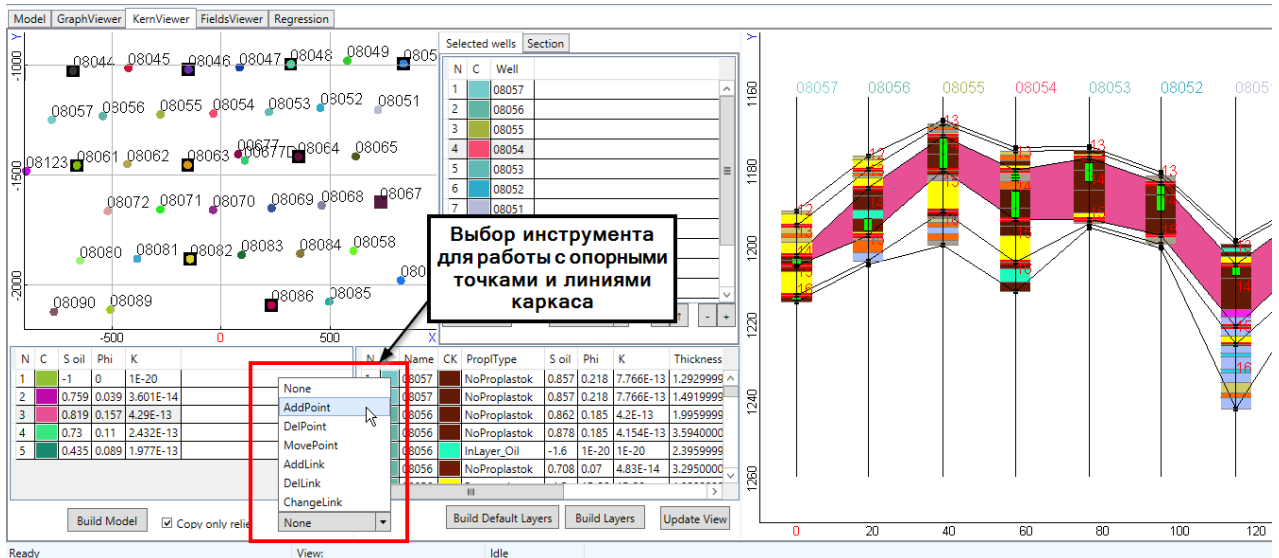 Model GraphViewer KernViewer FieldsViewer Regression
Y
-1000
-1500
-2000
-500 0 500 X
08044 08045 08046 08047 08048 08049 0805
08057 08056 08055 08054 08053 08052 08051
08123 08061 08062 08063 00677 08064 08065
08072 08071 08070 08069 08068 08067
08080 08081 08082 08083 08084 08058
08090 08089 08086 08085 080
Selected wells Section
N C Well
1 08057
2 08056
3 08055
4 08054
5 08053
6 08052
7 08051
- +
Выбор инструмента
для работы с опорными
точками и линиями
каркаса
N C S oil Phi K
1 -1 0 1E-20
2 0.759 0.039 3.601E-14
3 0.819 0.157 4.29E-13
4 0.73 0.11 2.432E-13
5 0.435 0.089 1.977E-13
None
AddPoint
DelPoint
MovePoint
AddLink
DelLink
ChangeLink
None
Build Model Copy only relie
N Name CK ProplType S oil Phi K Thickness
08057 NoProplastok 0.857 0.218 7.766E-13 1.2929999
08057 NoProplastok 0.857 0.218 7.766E-13 1.4919999
08056 NoProplastok 0.862 0.185 4.2E-13 1.9959999
08056 NoProplastok 0.878 0.185 4.154E-13 3.5940000
08056 InLayer_Oil -1.6 1E-20 1E-20 2.3959999
08056 NoProplastok 0.708 0.07 4.83E-14 3.2950000
Build Default Layers Build Layers Update View
Y
1160
1180
1200
1220
1240
1260
08057 08056 08055 08054 08053 08052 08051
0 20 40 60 80 100 120
Ready View: Idle